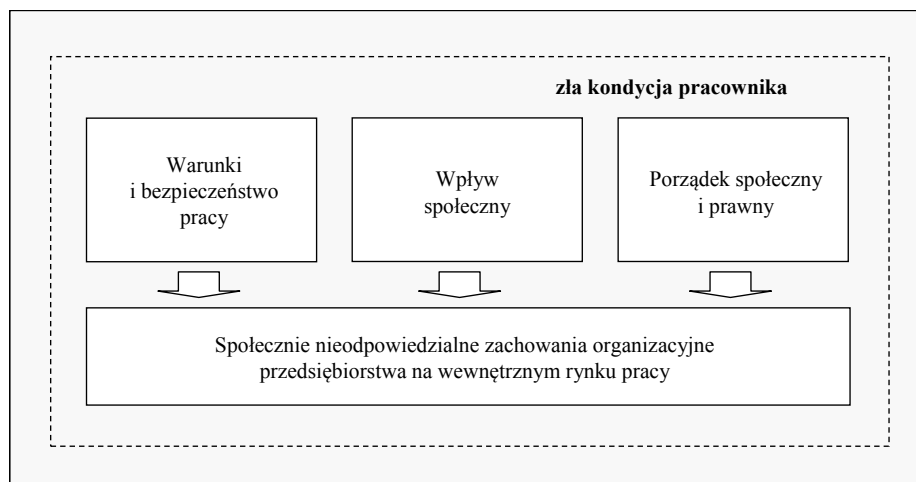 zła kondycja pracownika
Warunki
i bezpieczeństwo
pracy
Wpływ
społeczny
Porządek społeczny
i prawny
Społecznie nieodpowiedzialne zachowania organizacyjne
przedsiębiorstwa na wewnętrznym rynku pracy